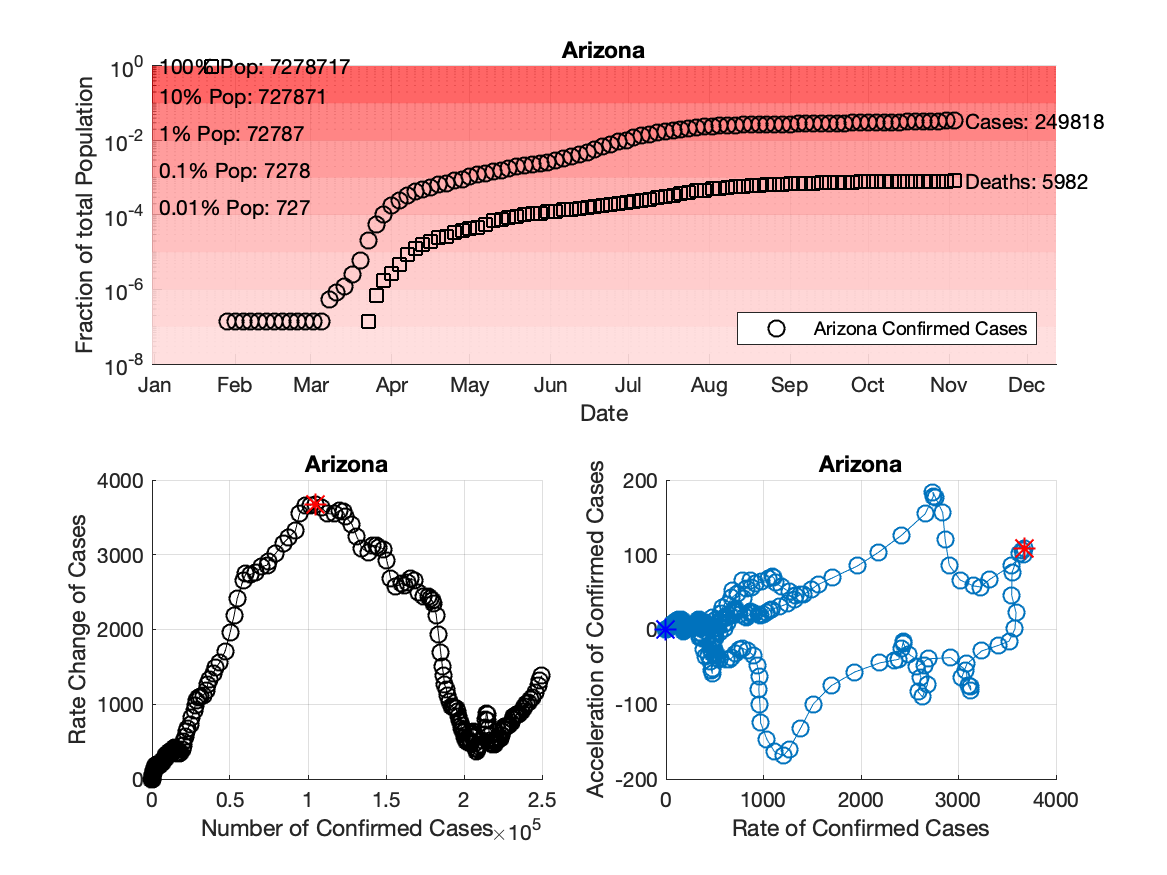 Arizona
Fraction of total Population
10^0
10^-2
10^-4
10^-6
10^-8
100% Pop: 7278717
10% Pop: 727871
1% Pop: 72787
0.1% Pop: 7278
0.01% Pop: 727
Cases: 249818
Deaths: 5982
Arizona Confirmed Cases
Jan Feb Mar Apr May Jun Jul Aug Sep Oct Nov Dec
Date
Arizona
Rate Change of Cases
4000
3000
2000
1000
0
0 0.5 1 1.5 2 2.5
Number of Confirmed Cases ×10^5
Arizona
Acceleration of Confirmed Cases
200
100
0
-100
-200
0 1000 2000 3000 4000
Rate of Confirmed Cases